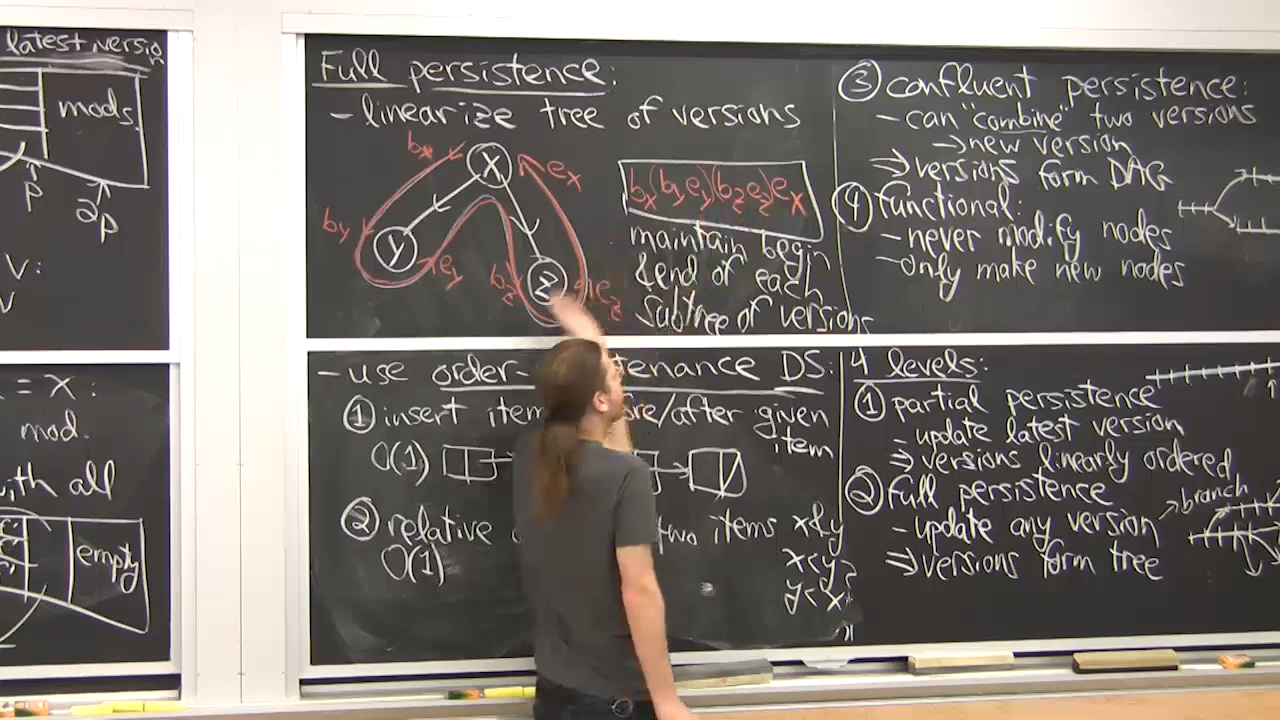 latest version
mods
p
2p
V:
V
= x:
mod.
with all
empty
Full persistence:
- linearize tree of versions
x
y
z
bx
by
ey
bz
ez
ex
bx(by ey)(bz ez)ex
maintain begin
& end of each
subtree of versions
- use order- tenance DS:
① insert item /after given
item
O(1)
② relative two items x&y
O(1)
x<y?
y<x
③ confluent persistence:
- can "combine" two versions
→ new version
⇒ versions form DAG
④ functional:
- never modify nodes
- only make new nodes
4 levels:
① partial persistence
- update latest version
⇒ versions linearly ordered
② full persistence
- update any version → branch
⇒ versions form tree